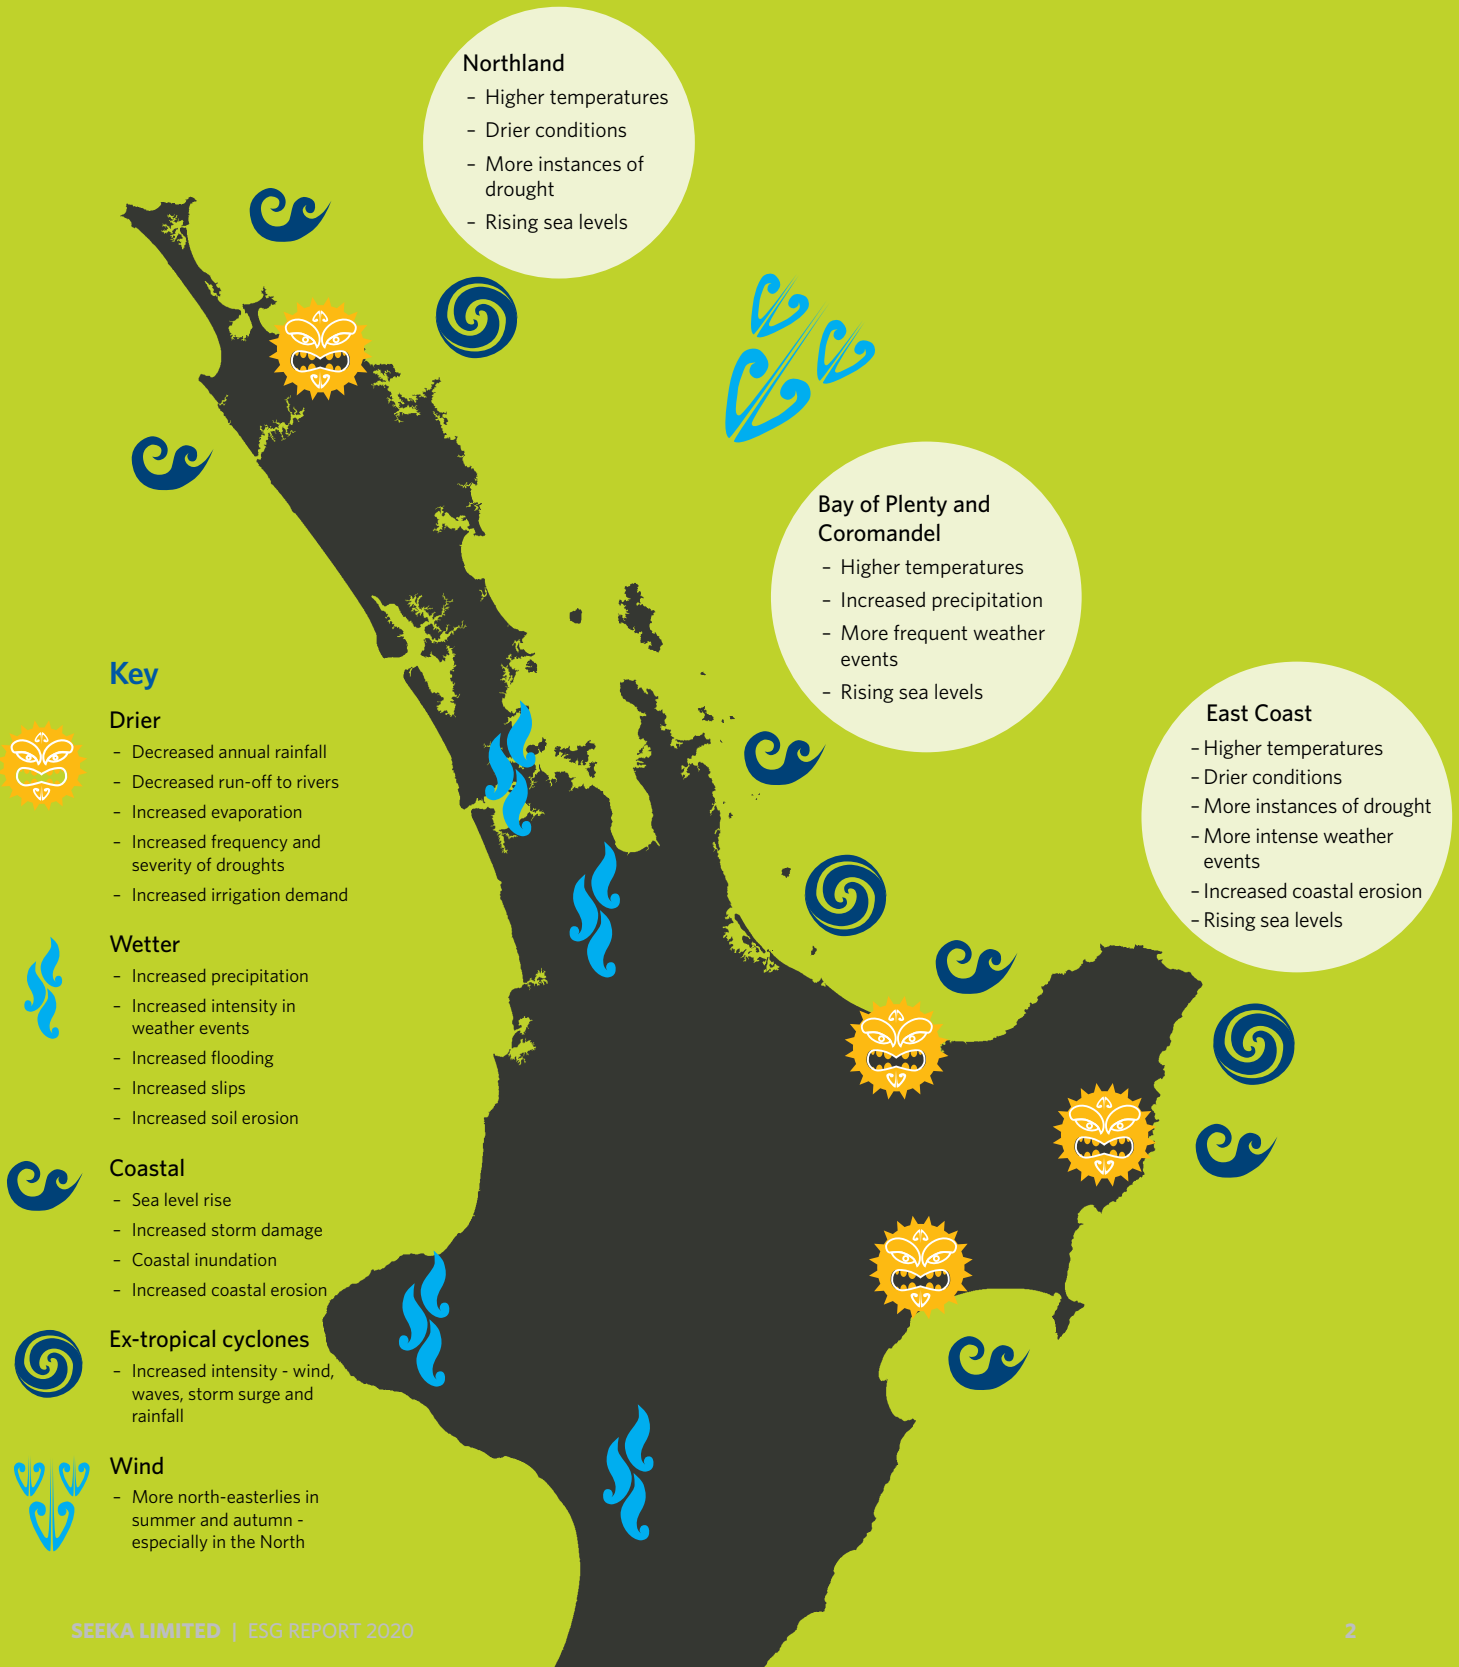 Northland
– Higher temperatures
– Drier conditions
– More instances of
drought
– Rising sea levels
Bay of Plenty and
Coromandel
– Higher temperatures
– Increased precipitation
– More frequent weather
events
– Rising sea levels
East Coast
– Higher temperatures
– Drier conditions
– More instances of drought
– More intense weather
events
– Increased coastal erosion
– Rising sea levels
Key
Drier
– Decreased annual rainfall
– Decreased run-off to rivers
– Increased evaporation
– Increased frequency and
severity of droughts
– Increased irrigation demand
Wetter
– Increased precipitation
– Increased intensity in
weather events
– Increased flooding
– Increased slips
– Increased soil erosion
Coastal
– Sea level rise
– Increased storm damage
– Coastal inundation
– Increased coastal erosion
Ex-tropical cyclones
– Increased intensity - wind,
waves, storm surge and
rainfall
Wind
– More north-easterlies in
summer and autumn -
especially in the North
SEEKA LIMITED | ESG REPORT 2020
2